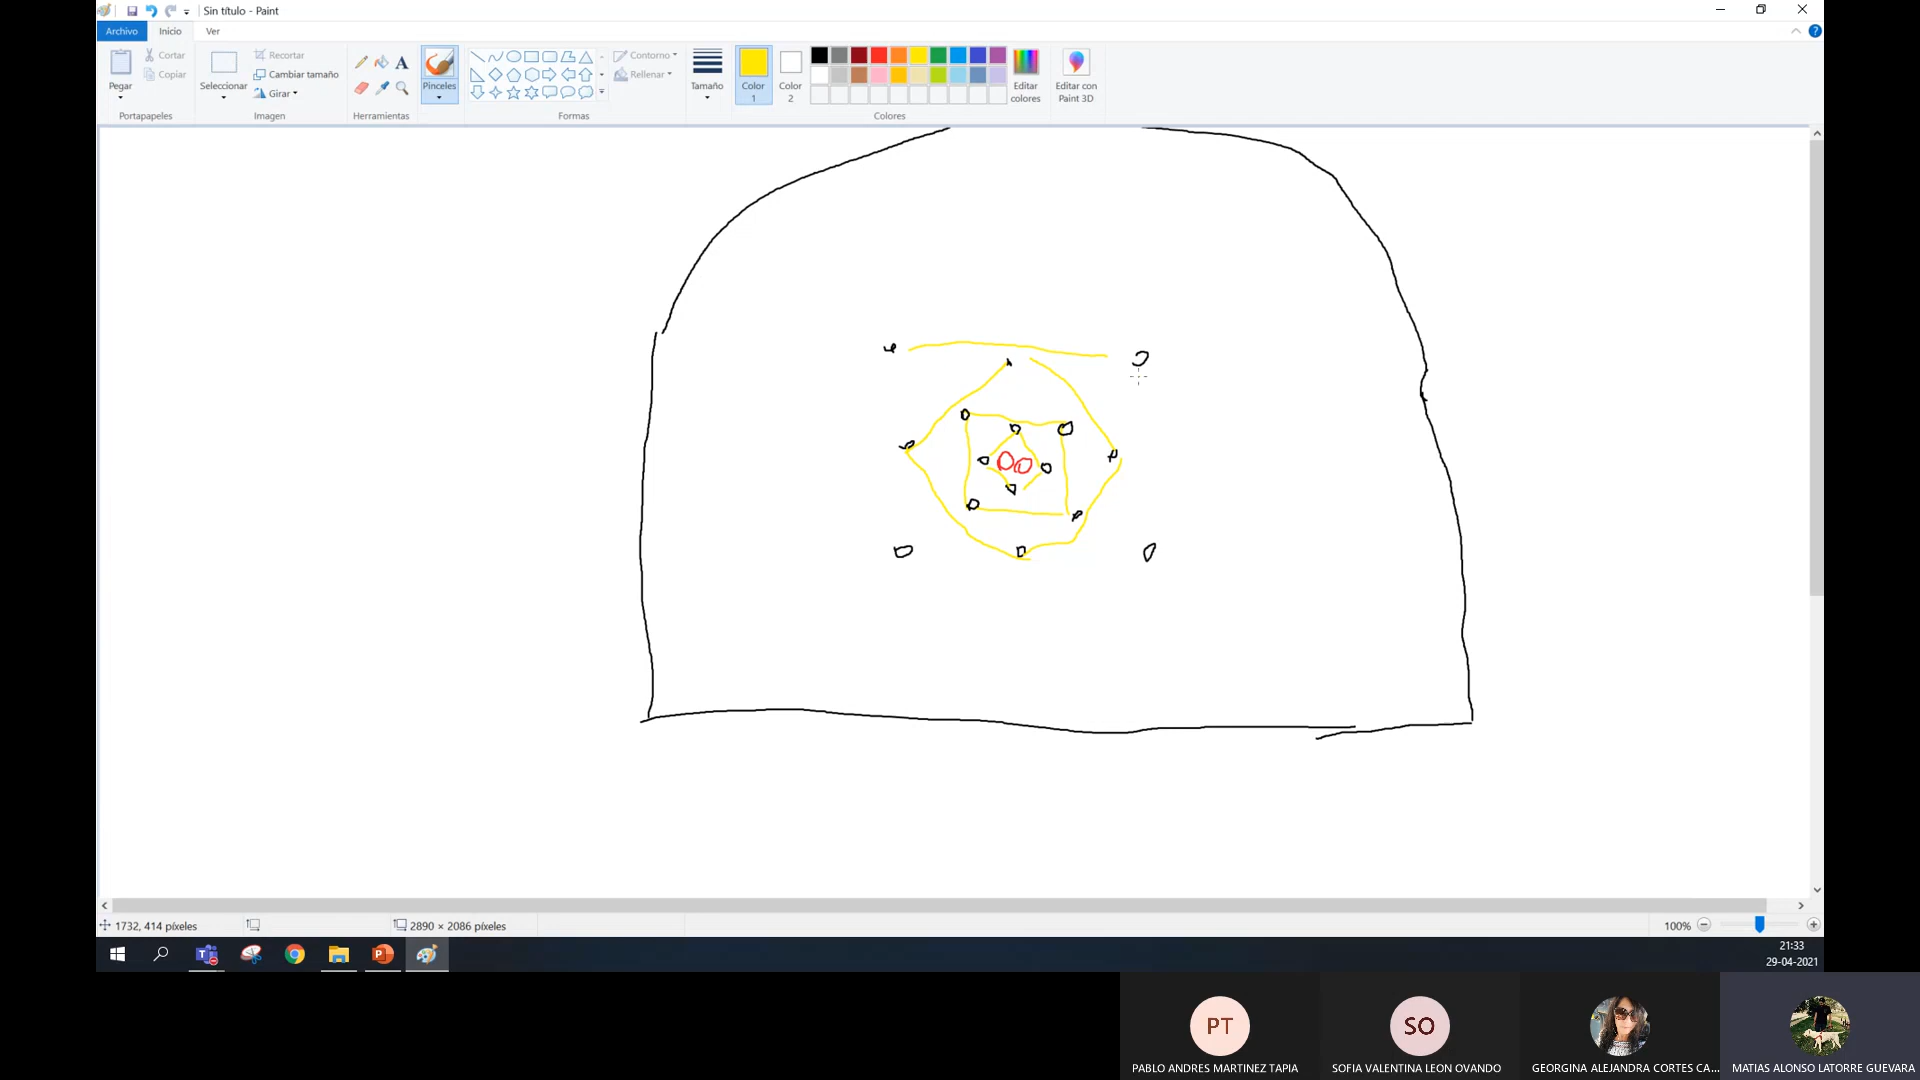 Sin título - Paint
Archivo Inicio Ver
Pegar
Cortar
Copiar
Portapapeles
Seleccionar
Recortar
Cambiar tamaño
Girar
Imagen
A
Herramientas
Pinceles
Contorno
Rellenar
Formas
Tamaño
Color 1
Color 2
Editar colores
Colores
Editar con Paint 3D
1732, 414 píxeles
2890 × 2086 píxeles
100%
21:33
29-04-2021
PT
SO
PABLO ANDRES MARTINEZ TAPIA
SOFIA VALENTINA LEON OVANDO
GEORGINA ALEJANDRA CORTES CA...
MATIAS ALONSO LATORRE GUEVARA